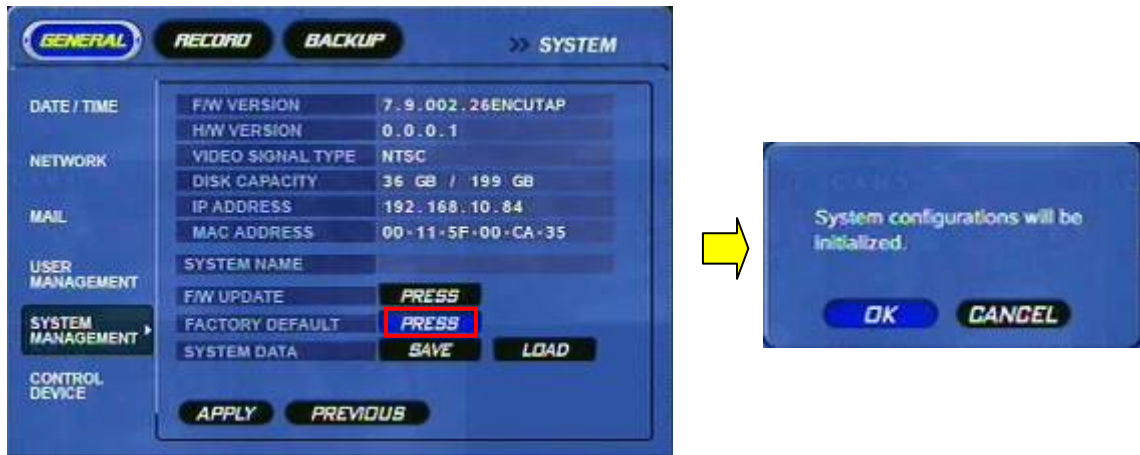 GENERAL RECORD BACKUP >> SYSTEM
DATE / TIME
NETWORK
MAIL
USER
MANAGEMENT
SYSTEM
MANAGEMENT
CONTROL
DEVICE
F/W VERSION 7.9.002.26ENCUTAP
H/W VERSION 0.0.0.1
VIDEO SIGNAL TYPE NTSC
DISK CAPACITY 36 GB / 199 GB
IP ADDRESS 192.168.10.84
MAC ADDRESS 00-11-5F-00-CA-35
SYSTEM NAME
F/W UPDATE PRESS
FACTORY DEFAULT PRESS
SYSTEM DATA SAVE LOAD
APPLY PREVIOUS
System configurations will be
initialized.
OK CANCEL